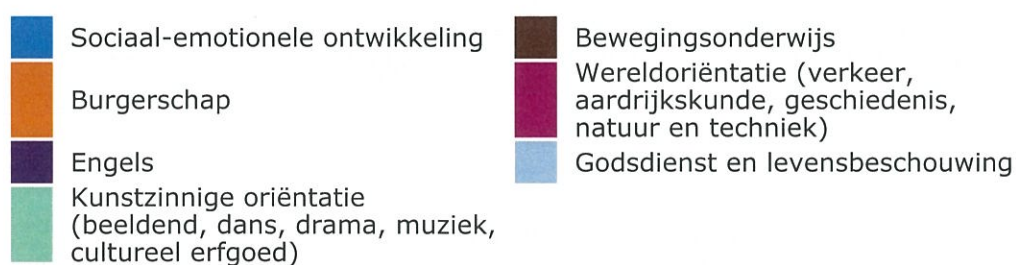 Sociaal-emotionele ontwikkeling
Burgerschap
Engels
Kunstzinnige oriëntatie
(beeldend, dans, drama, muziek,
cultureel erfgoed)
Bewegingsonderwijs
Wereldoriëntatie (verkeer,
aardrijkskunde, geschiedenis,
natuur en techniek)
Godsdienst en levensbeschouwing